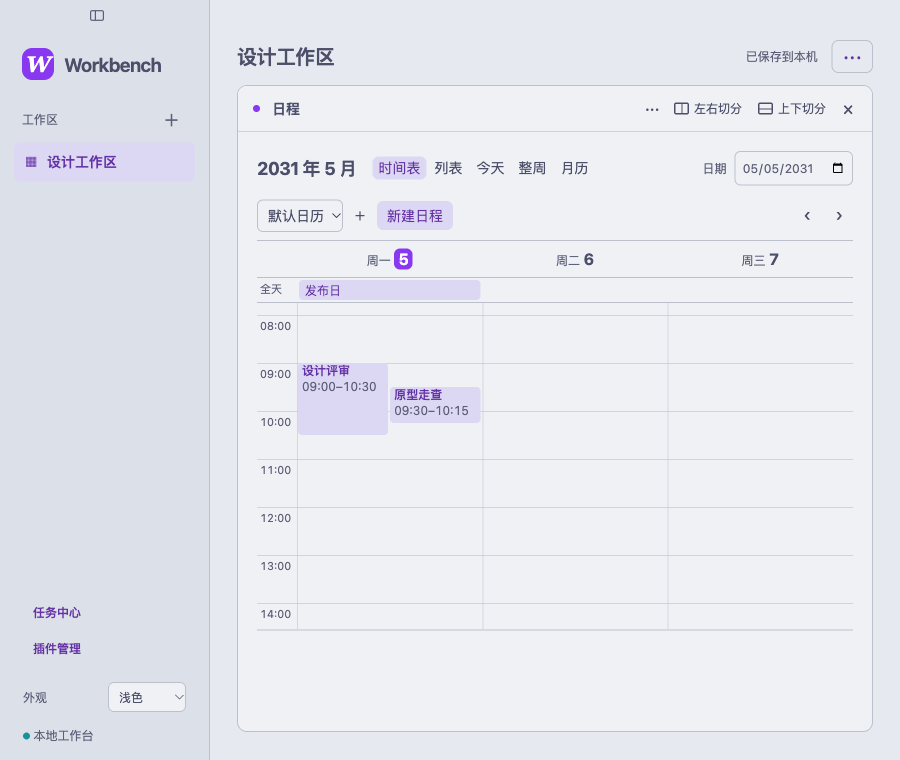 W Workbench
工作区 +
设计工作区
任务中心
插件管理
外观 浅色
本地工作台
设计工作区
已保存到本机 ...
日程
... 左右切分 上下切分 ×
2031 年 5 月 时间表 列表 今天 整周 月历 日期 05/05/2031
默认日历 + 新建日程 ‹ ›
周一 5 周二 6 周三 7
全天 发布日
08:00
09:00
设计评审
09:00–10:30
原型走查
09:30–10:15
10:00
11:00
12:00
13:00
14:00